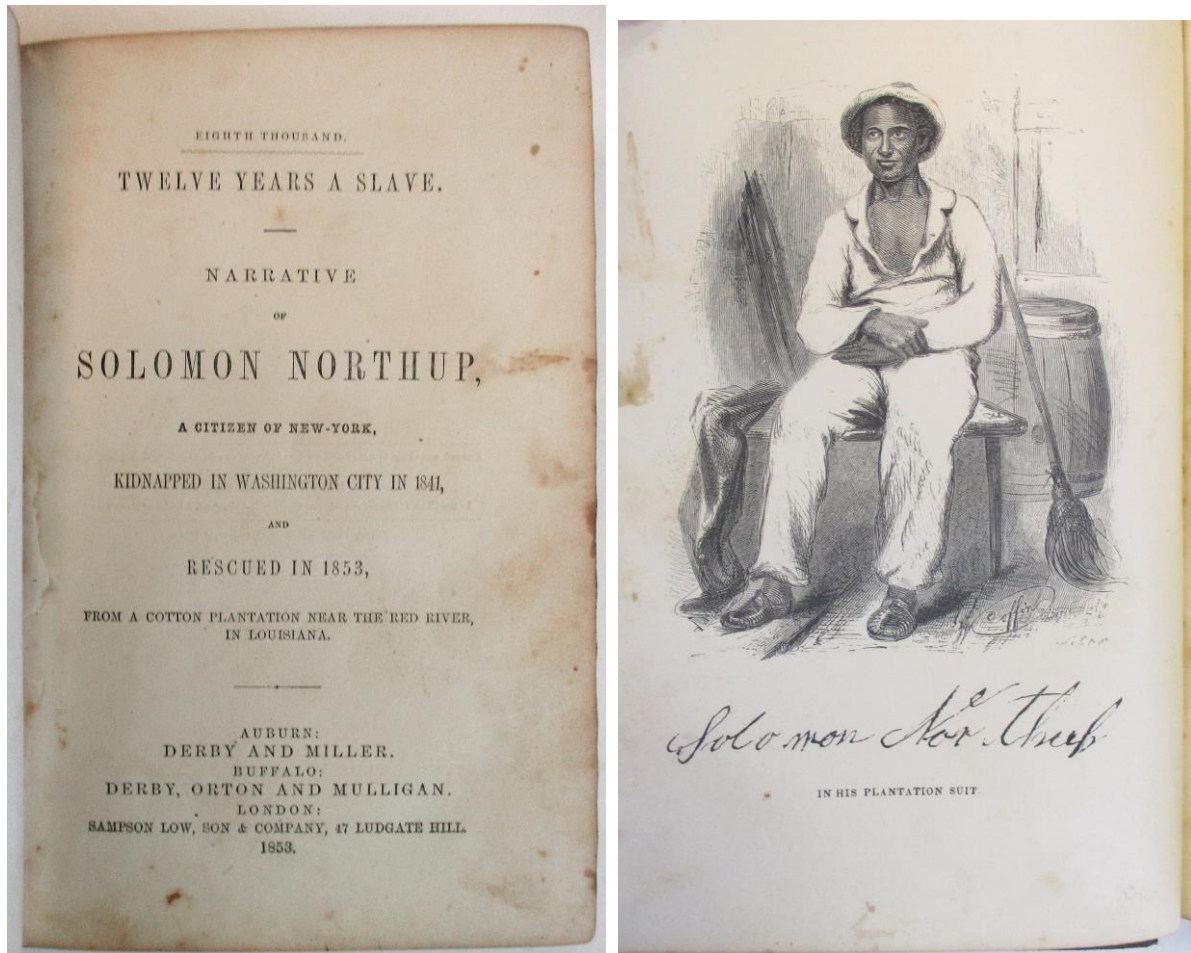 EIGHTH THOUSAND.
TWELVE YEARS A SLAVE.
NARRATIVE
OF
SOLOMON NORTHUP,
A CITIZEN OF NEW-YORK,
KIDNAPPED IN WASHINGTON CITY IN 1841,
AND
RESCUED IN 1853,
FROM A COTTON PLANTATION NEAR THE RED RIVER,
IN LOUISIANA.
AUBURN:
DERBY AND MILLER.
BUFFALO:
DERBY, ORTON AND MULLIGAN.
LONDON:
SAMPSON LOW, SON & COMPANY, 47 LUDGATE HILL.
1853.
Coffin
Solomon Northup
IN HIS PLANTATION SUIT